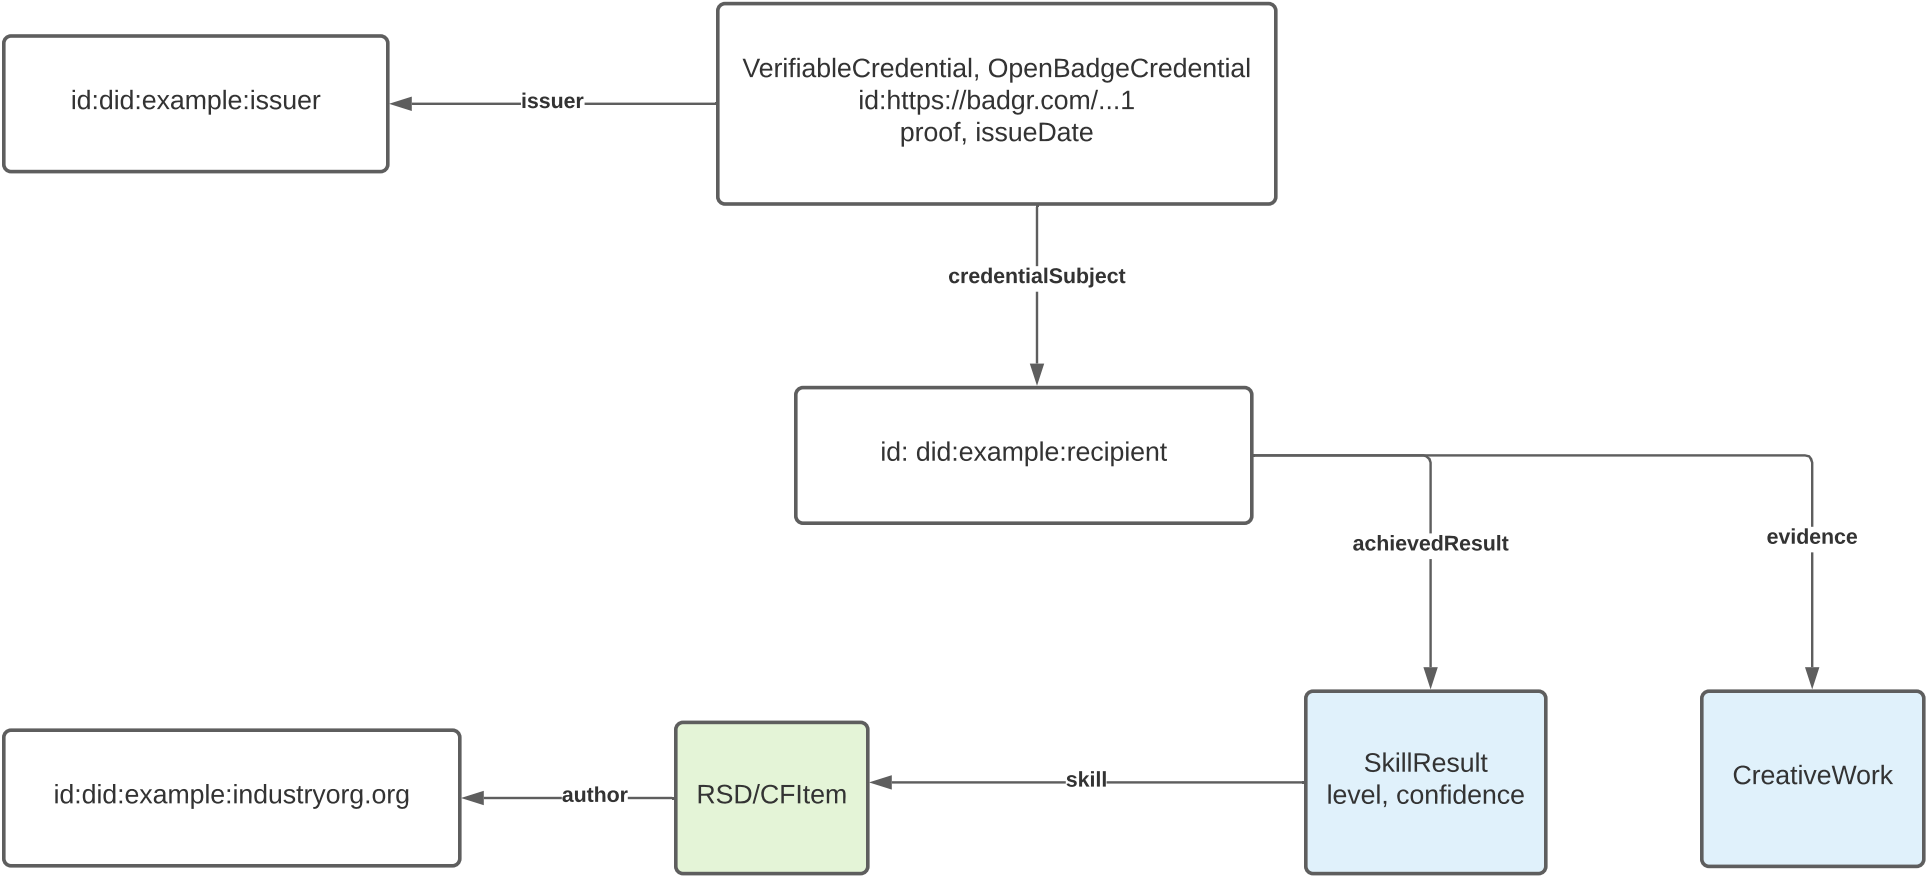 VerifiableCredential, OpenBadgeCredential
id:https://badgr.com/...1
proof, issueDate
id:did:example:issuer
issuer
credentialSubject
id: did:example:recipient
achievedResult
evidence
SkillResult
level, confidence
CreativeWork
skill
RSD/CFItem
author
id:did:example:industryorg.org